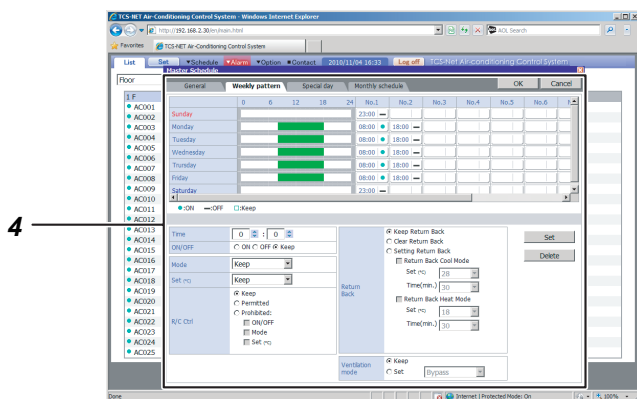 TCS-NET Air-Conditioning Control System - Windows Internet Explorer
http://192.168.2.30/en/main.html
AOL Search
Favorites TCS-NET Air-Conditioning Control System
List Set ▼Schedule ▼Alarm ▼Option ■Contact 2010/11/04 16:33 Log off TCS-Net Air-conditioning Control System
Master Schedule
General Weekly pattern Special day Monthly schedule OK Cancel
Floor
1 F
AC001
AC002
AC003
AC004
AC005
AC006
AC007
AC008
AC009
AC010
AC011
AC012
AC013
AC014
AC015
AC016
AC017
AC018
AC019
AC020
AC021
AC022
AC023
AC024
AC025
0 6 12 18 24 No.1 No.2 No.3 No.4 No.5 No.6
Sunday 23:00
Monday 08:00 18:00
Tuesday 08:00 18:00
Wednesday 08:00 18:00
Trursday 08:00 18:00
Friday 08:00 18:00
Saturday 23:00
:ON :OFF :Keep
4
Time 0 : 0
ON/OFF ON OFF Keep
Mode Keep
Set (℃) Keep
R/C Ctrl
Keep
Permitted
Prohibited:
ON/OFF
Mode
Set (℃)
Return Back
Keep Return Back
Clear Return Back
Setting Return Back
Return Back Cool Mode
Set (℃) 28
Time(min.) 30
Return Back Heat Mode
Set (℃) 18
Time(min.) 30
Ventilation mode
Keep
Set Bypass
Set
Delete
Done Internet | Protected Mode: On 100%